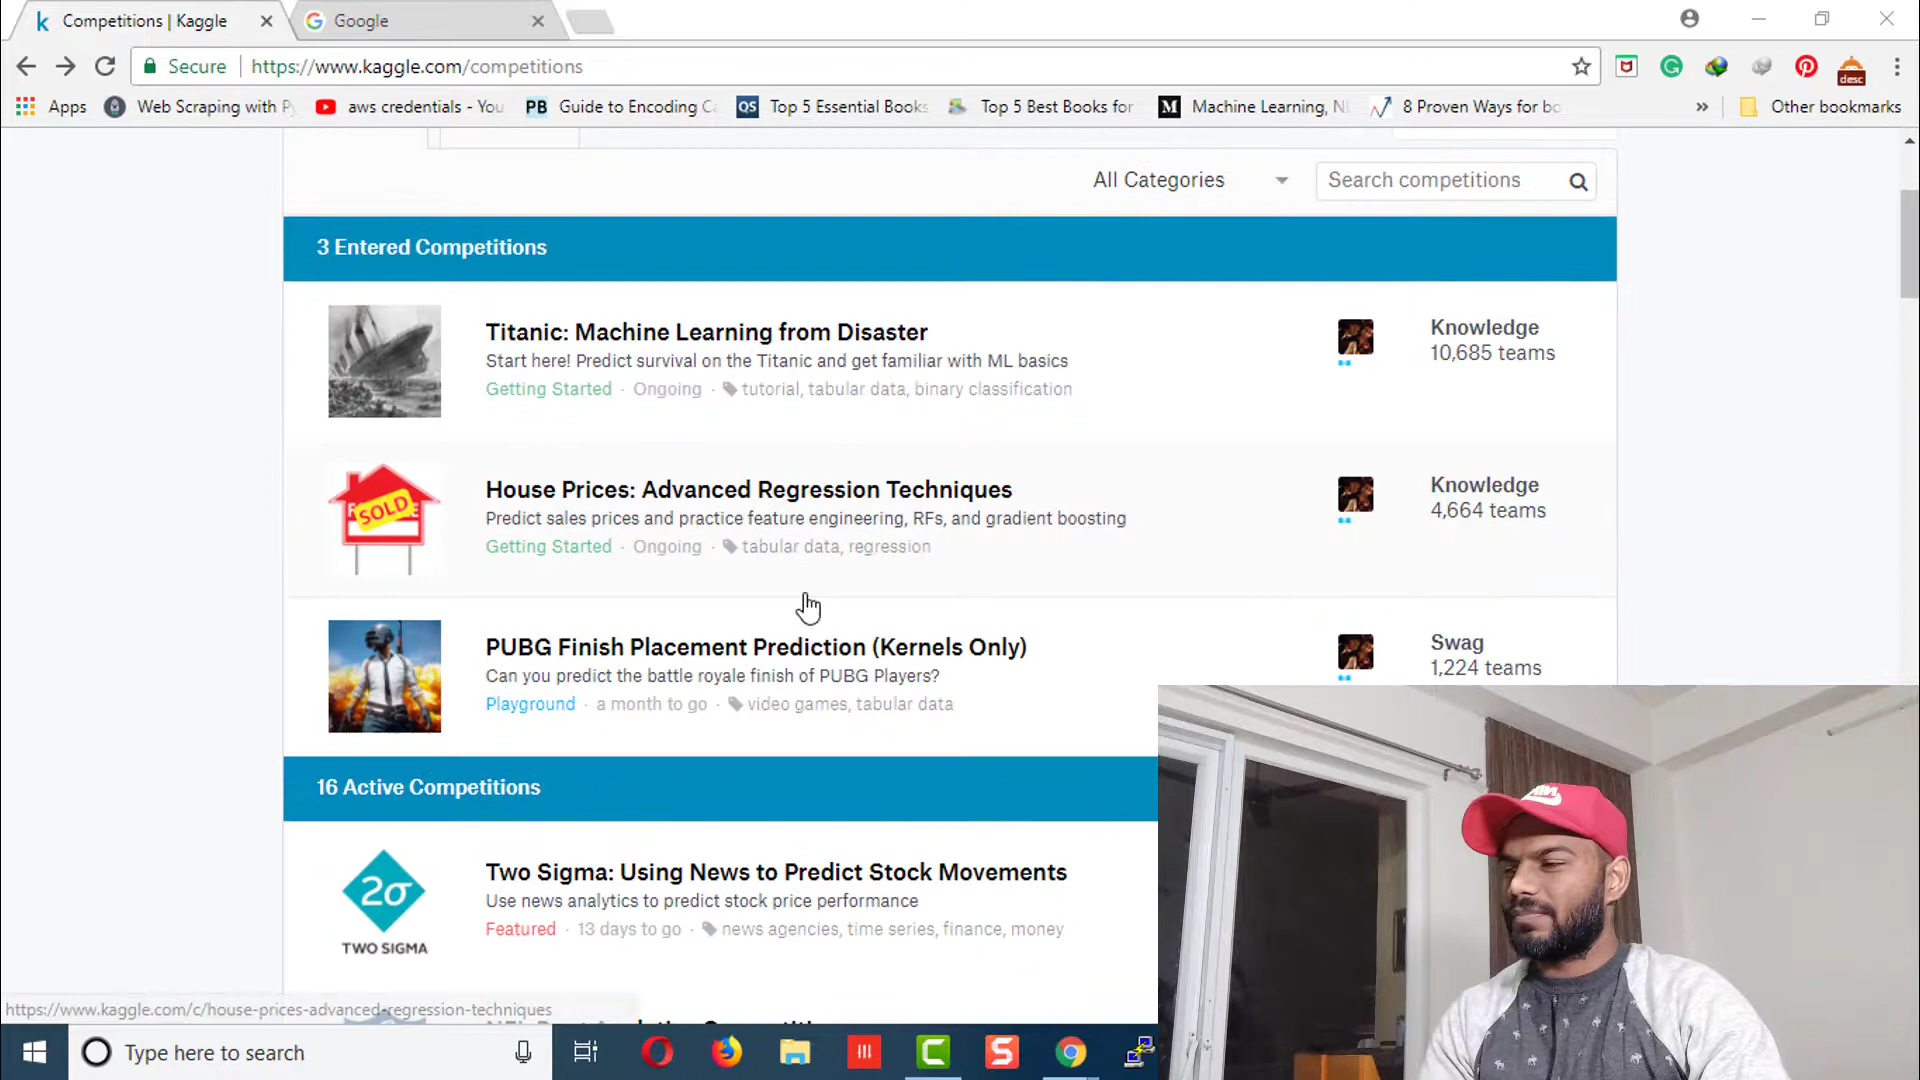 Competitions | Kaggle
Google
Secure
https://www.kaggle.com/competitions
desc
Apps
Web Scraping with P
aws credentials - You
PB Guide to Encoding Ca
QS Top 5 Essential Books
Top 5 Best Books for
M Machine Learning, N
8 Proven Ways for bo
»
Other bookmarks
All Categories
Search competitions
3 Entered Competitions
Titanic: Machine Learning from Disaster
Start here! Predict survival on the Titanic and get familiar with ML basics
Getting Started · Ongoing · tutorial, tabular data, binary classification
Knowledge
10,685 teams
SOLD
House Prices: Advanced Regression Techniques
Predict sales prices and practice feature engineering, RFs, and gradient boosting
Getting Started · Ongoing · tabular data, regression
Knowledge
4,664 teams
PUBG Finish Placement Prediction (Kernels Only)
Can you predict the battle royale finish of PUBG Players?
Playground · a month to go · video games, tabular data
Swag
1,224 teams
16 Active Competitions
2σ
TWO SIGMA
Two Sigma: Using News to Predict Stock Movements
Use news analytics to predict stock price performance
Featured · 13 days to go · news agencies, time series, finance, money
https://www.kaggle.com/c/house-prices-advanced-regression-techniques
Type here to search